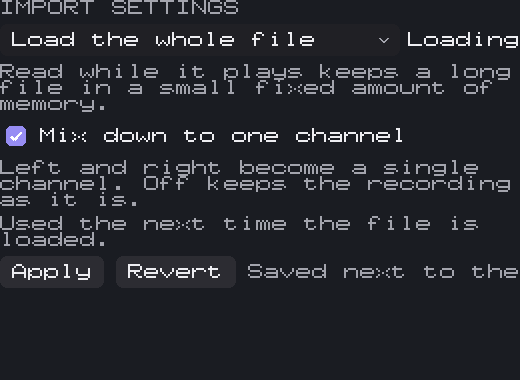 IMPORT SETTINGS
Load the whole file Loading
Read while it plays keeps a long
file in a small fixed amount of
memory.
Mix down to one channel
Left and right become a single
channel. Off keeps the recording
as it is.
Used the next time the file is
loaded.
Apply Revert Saved next to the